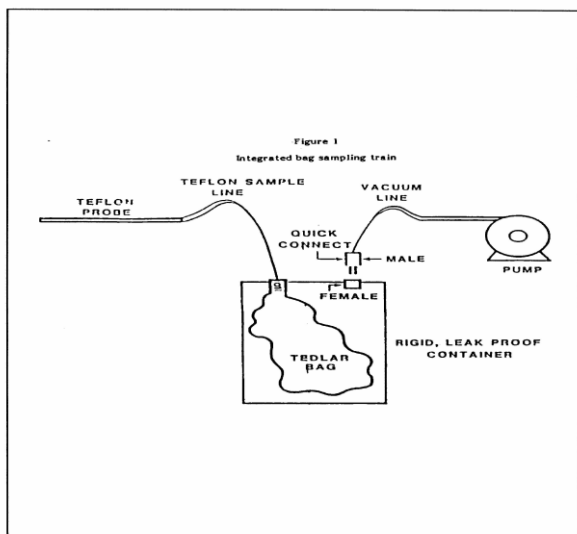 Figure 1
Integrated bag sampling train
TEFLON SAMPLE
LINE
VACUUM
LINE
TEFLON
PROBE
QUICK
CONNECT
MALE
PUMP
FEMALE
RIGID, LEAK PROOF
CONTAINER
TEDLAR
BAG